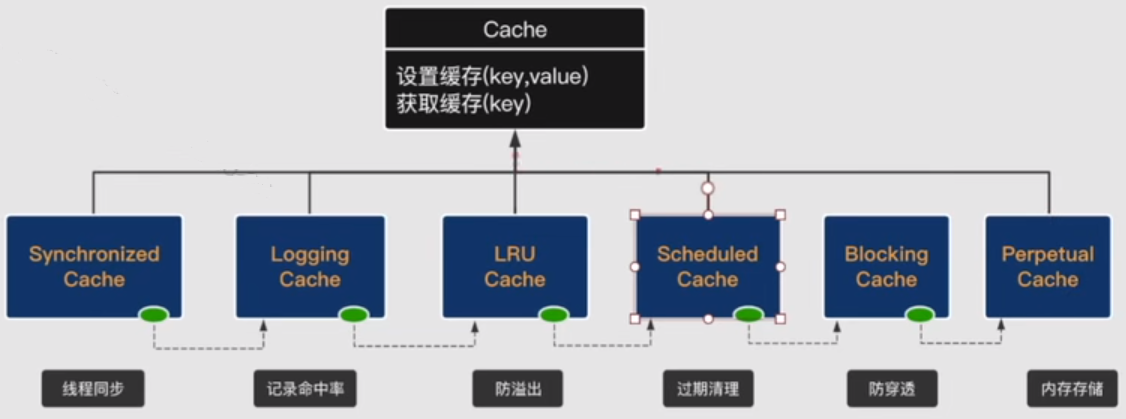 Cache
设置缓存(key,value)
获取缓存(key)
Synchronized
Cache
Logging
Cache
LRU
Cache
Scheduled
Cache
Blocking
Cache
Perpetual
Cache
线程同步
记录命中率
防溢出
过期清理
防穿透
内存存储